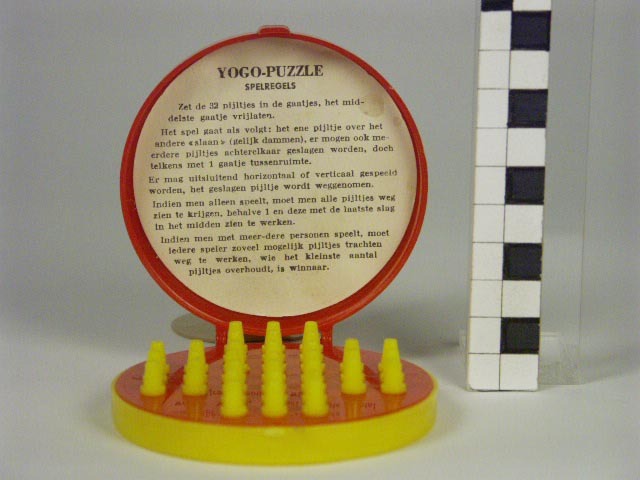 YOGO-PUZZLE
SPELREGELS
Zet de 32 pijltjes in de gaatjes, het mid-
delste gaatje vrijlaten.
Het spel gaat als volgt: het ene pijltje over het
andere «slaan» (gelijk dammen), er mogen ook me-
erdere pijltjes achterelkaar geslagen worden, doch
telkens met 1 gaatje tussenruimte.
Er mag uitsluitend horizontaal of verticaal gespeeld
worden, het geslagen pijltje wordt weggenomen.
Indien men alleen speelt, moet men alle pijltjes weg
zien te krijgen, behalve 1 en deze met de laatste slag
in het midden zien te werken.
Indien men met meer-dere personen speelt, moet
iedere speler zoveel mogelijk pijltjes trachten
weg te werken, wie het kleinste aantal
pijltjes overhoudt, is winnaar.